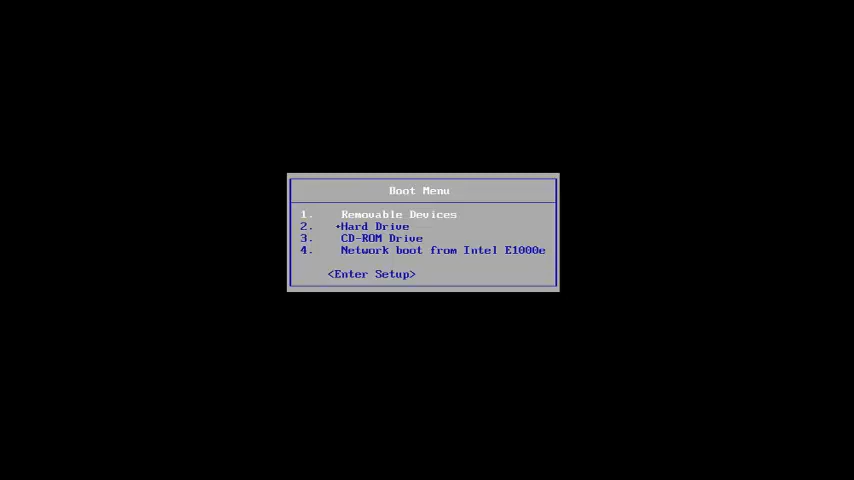 Boot Menu
1. Removable Devices
2. +Hard Drive
3. CD-ROM Drive
4. Network boot from Intel E1000e
<Enter Setup>